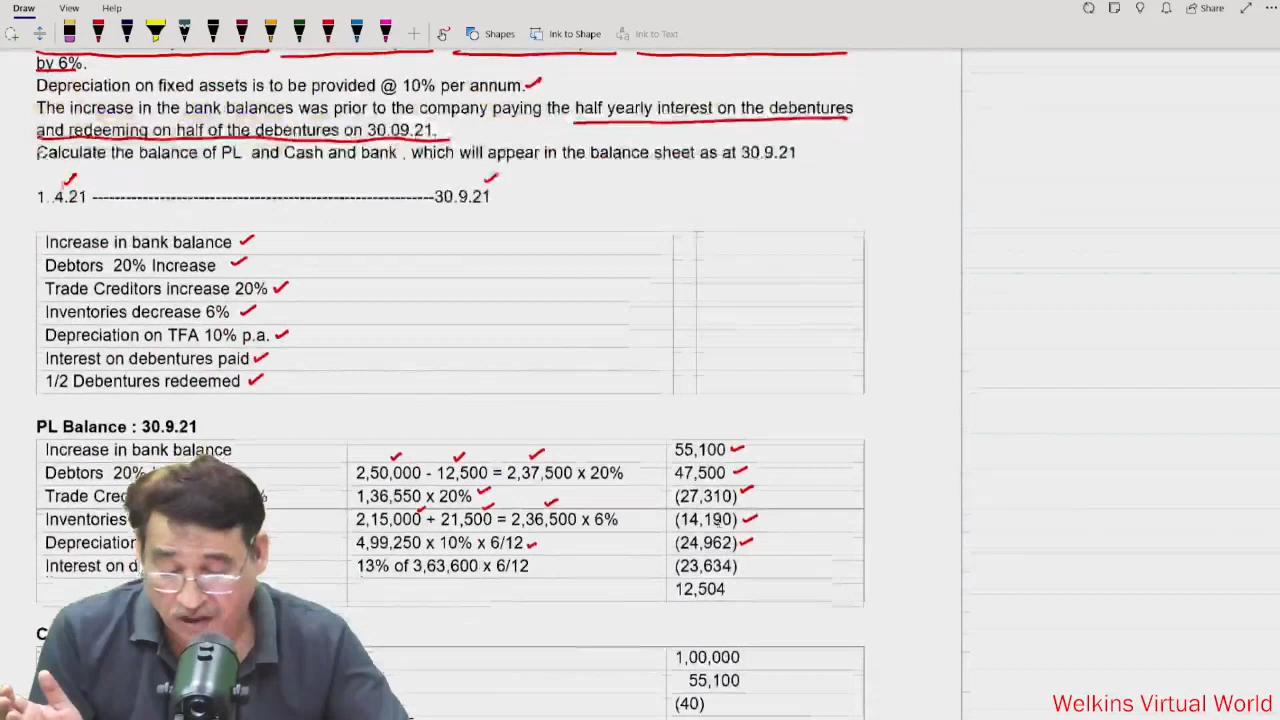 Draw View Help
Share
Shapes Ink to Shape Ink to Text
by 6%.
Depreciation on fixed assets is to be provided @ 10% per annum.
The increase in the bank balances was prior to the company paying the half yearly interest on the debentures
and redeeming on half of the debentures on 30.09.21.
Calculate the balance of PL and Cash and bank , which will appear in the balance sheet as at 30.9.21
1..4.21 ------------------------------------------------------------------30.9.21
Increase in bank balance
Debtors 20% Increase
Trade Creditors increase 20%
Inventories decrease 6%
Depreciation on TFA 10% p.a.
Interest on debentures paid
1/2 Debentures redeemed
PL Balance : 30.9.21
Increase in bank balance 55,100
Debtors 20% 2,50,000 - 12,500 = 2,37,500 x 20% 47,500
Trade 1,36,550 x 20% (27,310)
Inventories 2,15,000 + 21,500 = 2,36,500 x 6% (14,190)
Depreciation 4,99,250 x 10% x 6/12 (24,962)
Interest on 13% of 3,63,600 x 6/12 (23,634)
12,504
1,00,000
55,100
(40)
Welkins Virtual World